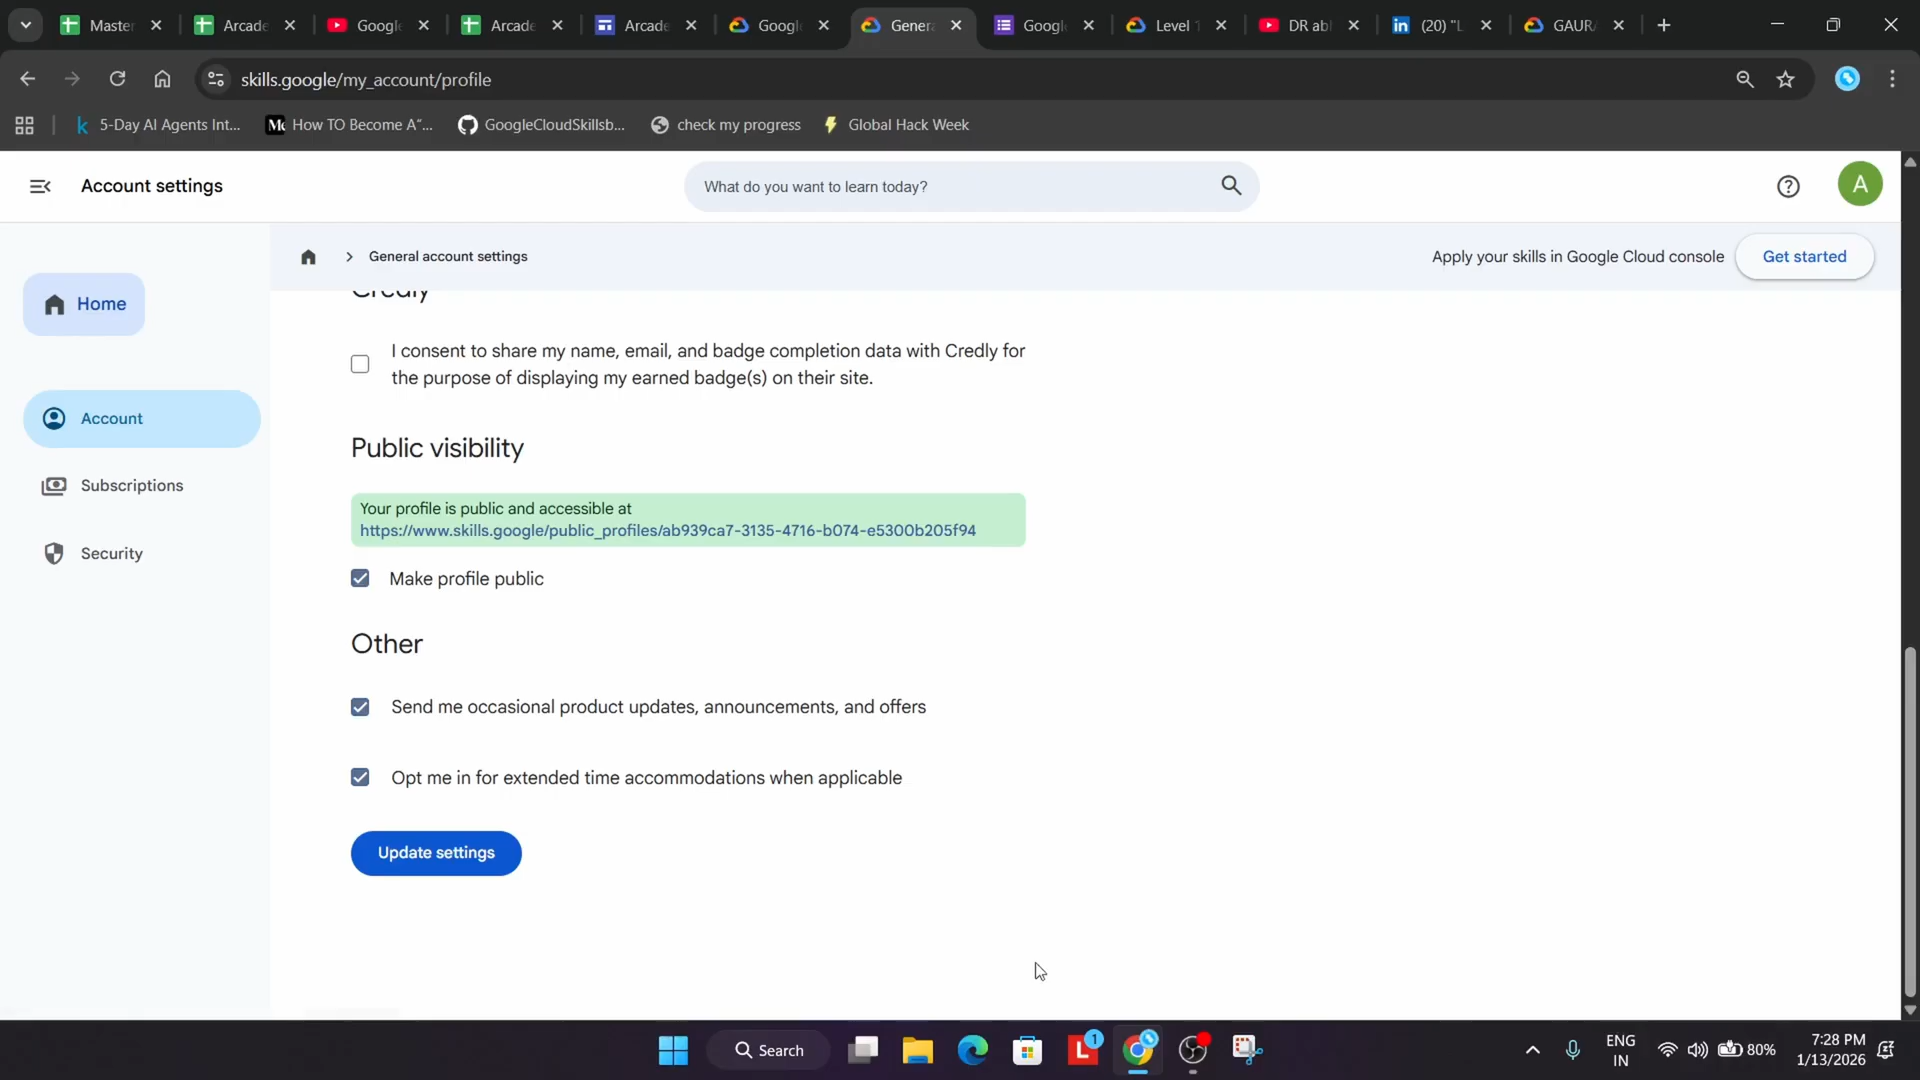 Master
Arcade
Google
Arcade
Arcade
Google
Genera
Google
Level 1
DR abh
(20) "L
GAURA
skills.google/my_account/profile
5-Day AI Agents Int...
How TO Become A"...
GoogleCloudSkillsb...
check my progress
Global Hack Week
Account settings
What do you want to learn today?
A
General account settings
Apply your skills in Google Cloud console
Get started
Home
Account
Subscriptions
Security
Credly
I consent to share my name, email, and badge completion data with Credly for
the purpose of displaying my earned badge(s) on their site.
Public visibility
Your profile is public and accessible at
https://www.skills.google/public_profiles/ab939ca7-3135-4716-b074-e5300b205f94
Make profile public
Other
Send me occasional product updates, announcements, and offers
Opt me in for extended time accommodations when applicable
Update settings
Search
L
1
ENG
IN
80%
7:28 PM
1/13/2026